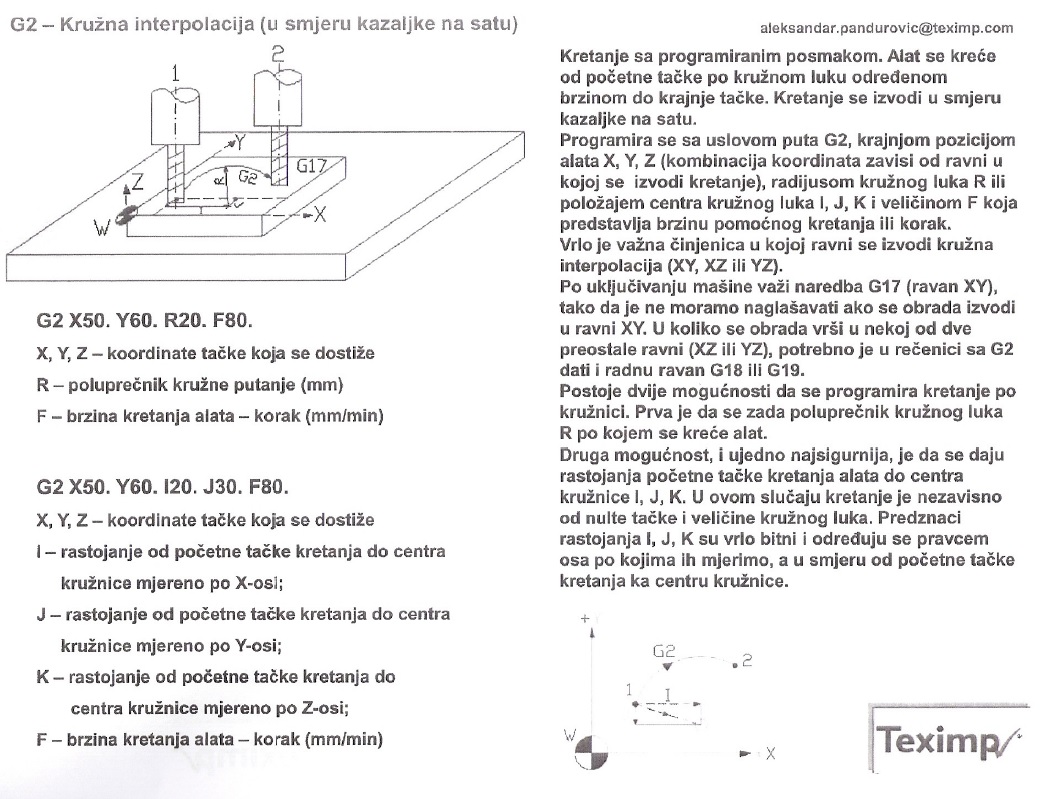 G2 – Kružna interpolacija (u smjeru kazaljke na satu)
aleksandar.pandurovic@teximp.com
1
2
Y
G17
Z
R
G2
W
X
G2 X50. Y60. R20. F80.
X, Y, Z – koordinate tačke koja se dostiže
R – poluprečnik kružne putanje (mm)
F – brzina kretanja alata – korak (mm/min)
G2 X50. Y60. I20. J30. F80.
X, Y, Z – koordinate tačke koja se dostiže
I – rastojanje od početne tačke kretanja do centra
kružnice mjereno po X-osi;
J – rastojanje od početne tačke kretanja do centra
kružnice mjereno po Y-osi;
K – rastojanje od početne tačke kretanja do
centra kružnice mjereno po Z-osi;
F – brzina kretanja alata – korak (mm/min)
Kretanje sa programiranim posmakom. Alat se kreće
od početne tačke po kružnom luku određenom
brzinom do krajnje tačke. Kretanje se izvodi u smjeru
kazaljke na satu.
Programira se sa uslovom puta G2, krajnjom pozicijom
alata X, Y, Z (kombinacija koordinata zavisi od ravni u
kojoj se izvodi kretanje), radijusom kružnog luka R ili
položajem centra kružnog luka I, J, K i veličinom F koja
predstavlja brzinu pomoćnog kretanja ili korak.
Vrlo je važna činjenica u kojoj ravni se izvodi kružna
interpolacija (XY, XZ ili YZ).
Po uključivanju mašine važi naredba G17 (ravan XY),
tako da je ne moramo naglašavati ako se obrada izvodi
u ravni XY. U koliko se obrada vrši u nekoj od dve
preostale ravni (XZ ili YZ), potrebno je u rečenici sa G2
dati i radnu ravan G18 ili G19.
Postoje dvije mogućnosti da se programira kretanje po
kružnici. Prva je da se zada poluprečnik kružnog luka
R po kojem se kreće alat.
Druga mogućnost, i ujedno najsigurnija, je da se daju
rastojanja početne tačke kretanja alata do centra
kružnice I, J, K. U ovom slučaju kretanje je nezavisno
od nulte tačke i veličine kružnog luka. Predznaci
rastojanja I, J, K su vrlo bitni i određuju se pravcem
osa po kojima ih mjerimo, a u smjeru od početne tačke
kretanja ka centru kružnice.
+
G2
2
1
I
W
X
Teximp